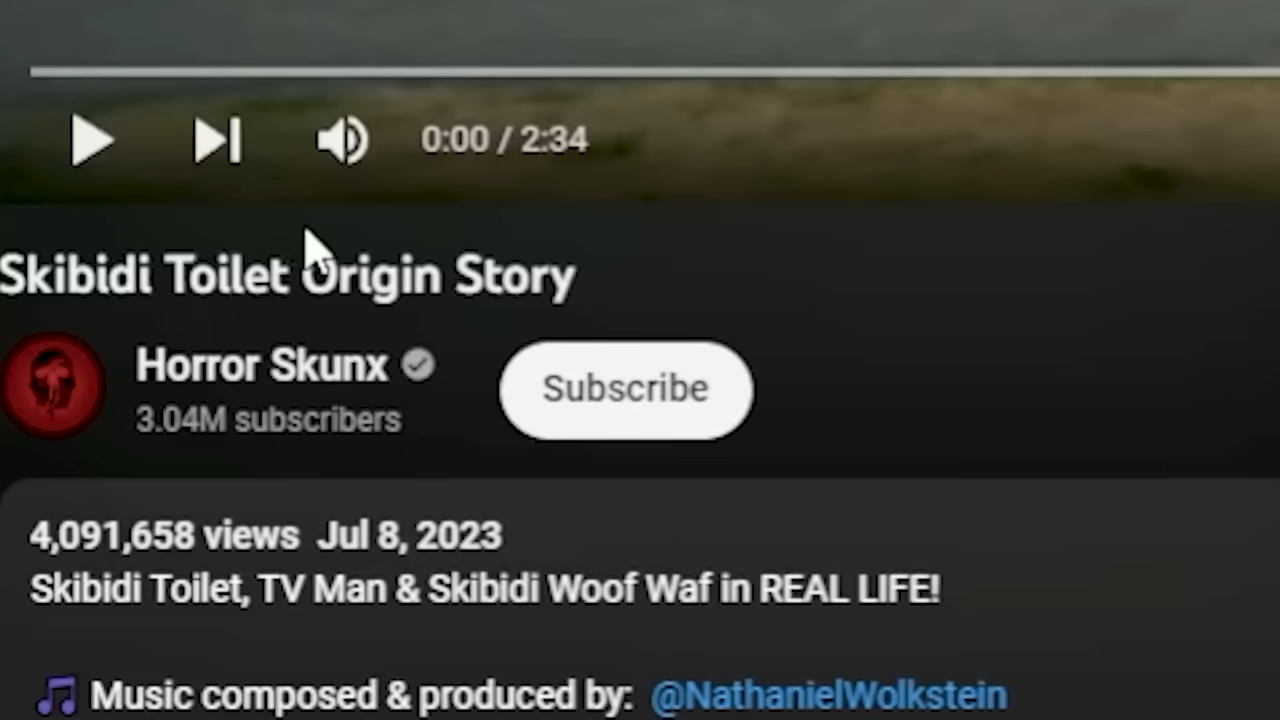 0:00 / 2:34
Skibidi Toilet Origin Story
Horror Skunx
3.04M subscribers
Subscribe
4,091,658 views Jul 8, 2023
Skibidi Toilet, TV Man & Skibidi Woof Waf in REAL LIFE!
Music composed & produced by: @NathanielWolkstein